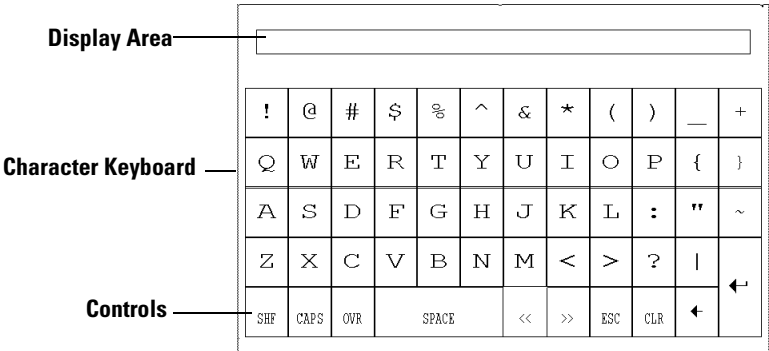 Display Area
! @ # $ % ^ & * ( ) _ +
Character Keyboard
Q W E R T Y U I O P { }
A S D F G H J K L : " ~
Z X C V B N M < > ? | ↵
Controls
SHF CAPS OVR SPACE << >> ESC CLR ←